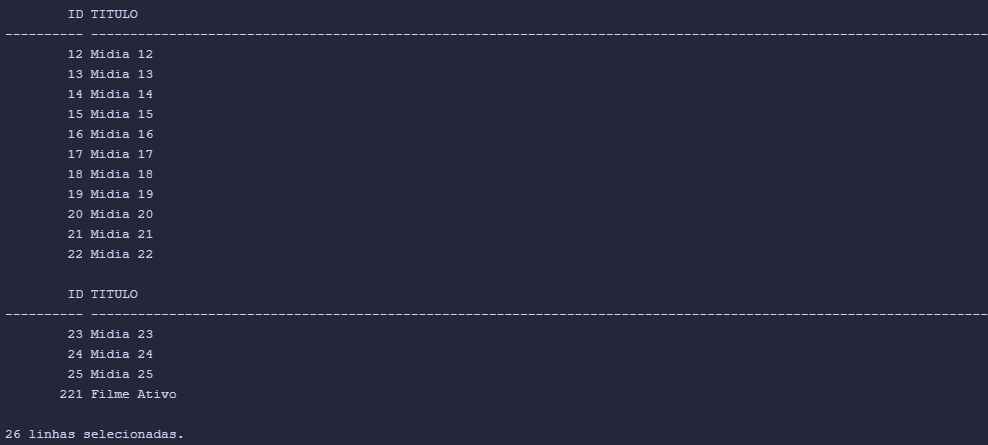 ID TITULO
---------- -------------------------------------------------------------------------------------------------------------------
12 Midia 12
13 Midia 13
14 Midia 14
15 Midia 15
16 Midia 16
17 Midia 17
18 Midia 18
19 Midia 19
20 Midia 20
21 Midia 21
22 Midia 22
ID TITULO
---------- -------------------------------------------------------------------------------------------------------------------
23 Midia 23
24 Midia 24
25 Midia 25
221 Filme Ativo
26 linhas selecionadas.